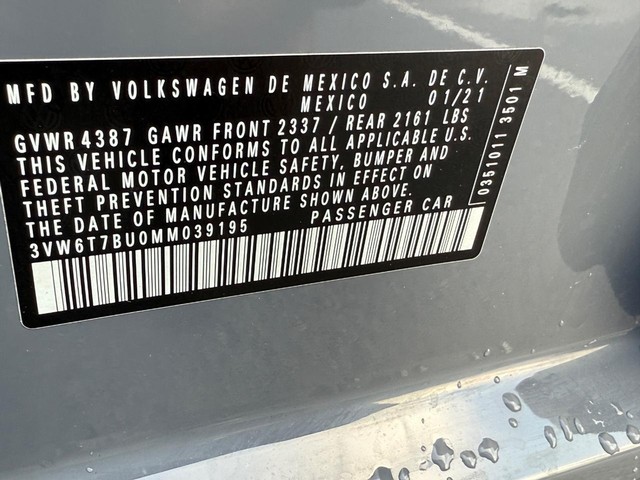 MFD BY VOLKSWAGEN DE MEXICO S.A. DE C.V.
MEXICO 01/21
GVWR 4387 GAWR FRONT 2337 / REAR 2161 LBS
THIS VEHICLE CONFORMS TO ALL APPLICABLE U.S.
FEDERAL MOTOR VEHICLE SAFETY, BUMPER AND
THEFT PREVENTION STANDARDS IN EFFECT ON
THE DATE OF MANUFACTURE SHOWN ABOVE.
3VW6T7BU0MM039195 PASSENGER CAR
0351011 3501 M